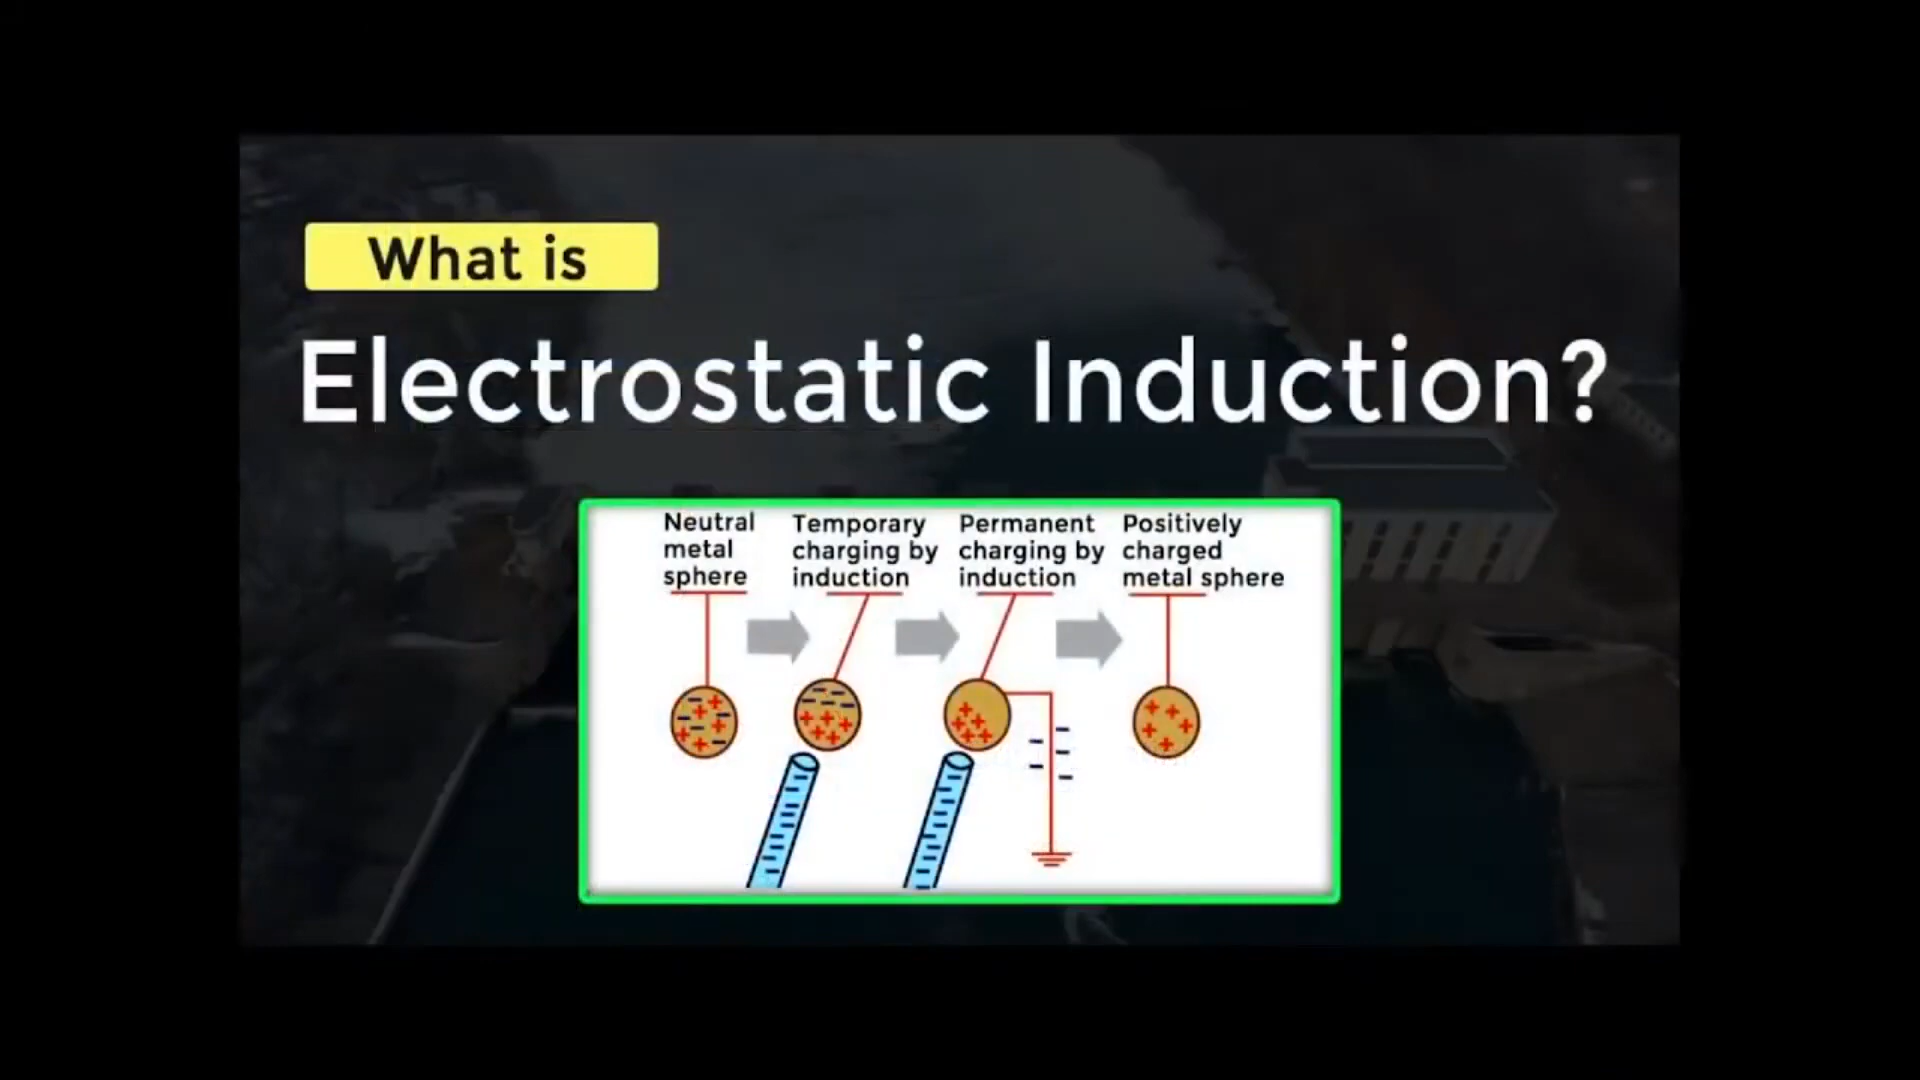 What is
Electrostatic Induction?
Neutral
metal
sphere
Temporary
charging by
induction
Permanent
charging by
induction
Positively
charged
metal sphere